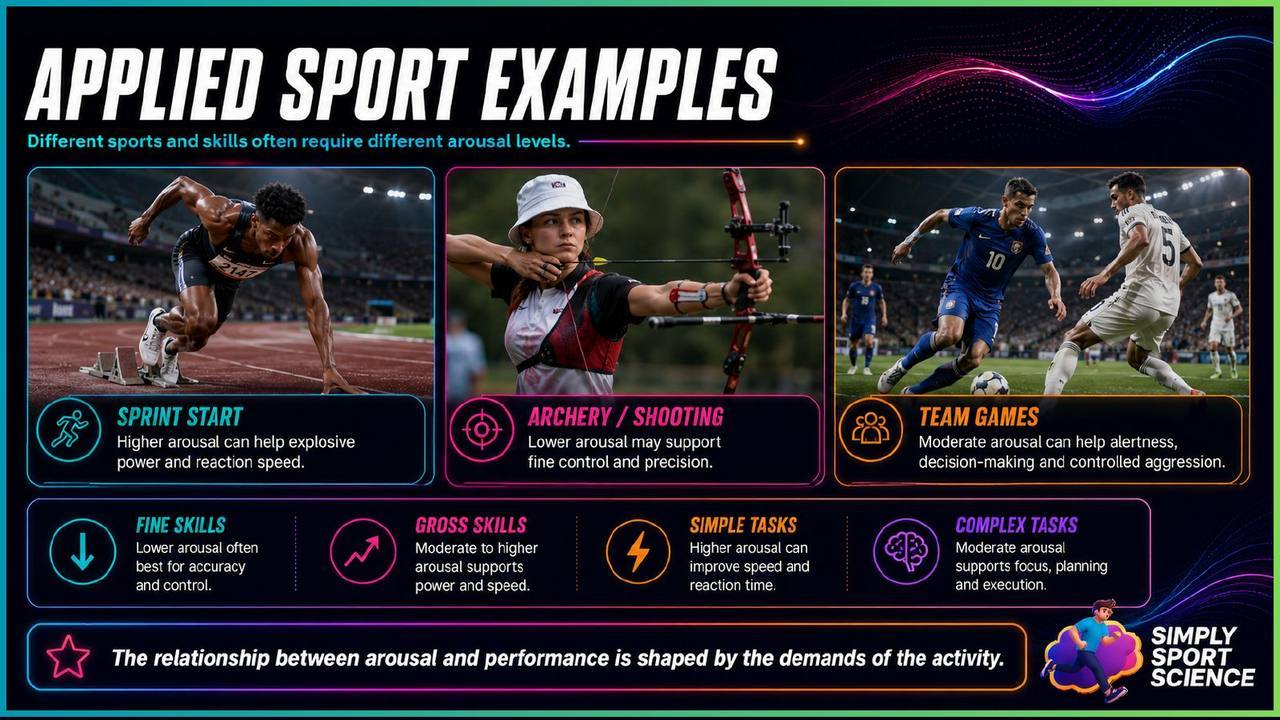 APPLIED SPORT EXAMPLES
Different sports and skills often require different arousal levels.
2147
10
5
SPRINT START
Higher arousal can help explosive
power and reaction speed.
ARCHERY / SHOOTING
Lower arousal may support
fine control and precision.
TEAM GAMES
Moderate arousal can help alertness,
decision-making and controlled aggression.
FINE SKILLS
Lower arousal often
best for accuracy
and control.
GROSS SKILLS
Moderate to higher
arousal supports
power and speed.
SIMPLE TASKS
Higher arousal can
improve speed and
reaction time.
COMPLEX TASKS
Moderate arousal
supports focus, planning
and execution.
The relationship between arousal and performance is shaped by the demands of the activity.
SIMPLY
SPORT
SCIENCE